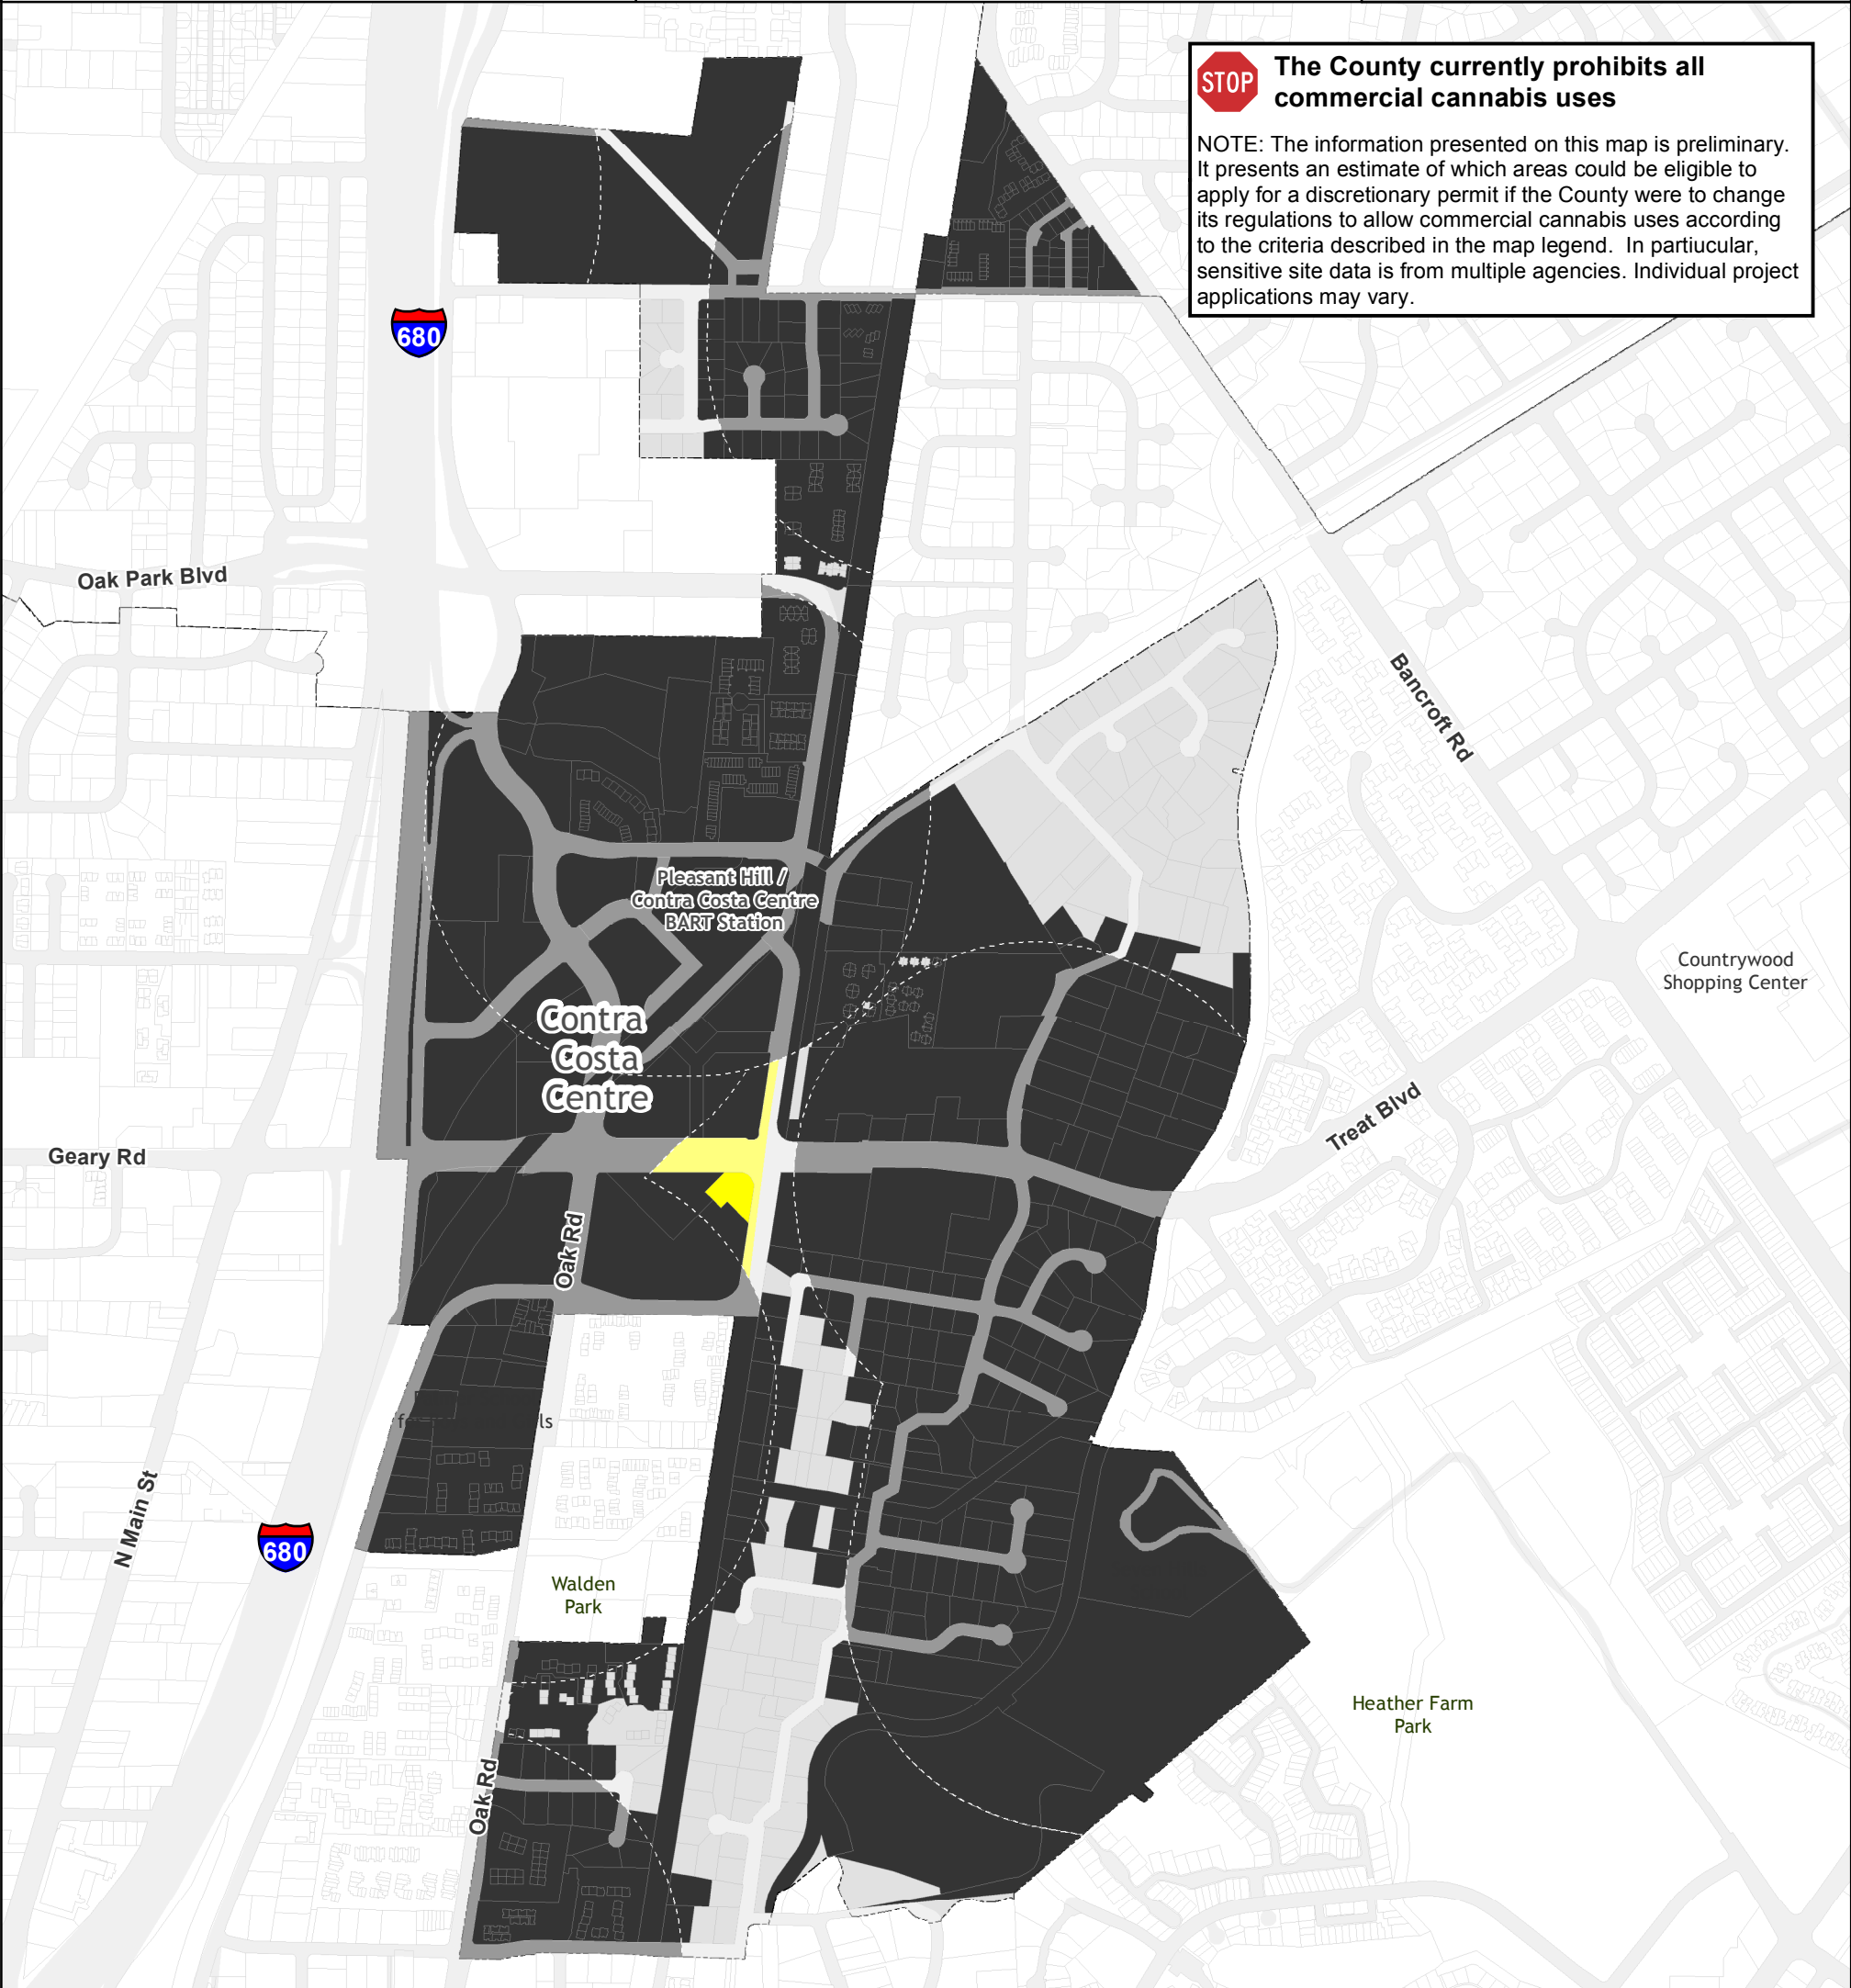 STOP
The County currently prohibits all
commercial cannabis uses
NOTE: The information presented on this map is preliminary.
It presents an estimate of which areas could be eligible to
apply for a discretionary permit if the County were to change
its regulations to allow commercial cannabis uses according
to the criteria described in the map legend. In partiucular,
sensitive site data is from multiple agencies. Individual project
applications may vary.
680
Oak Park Blvd
Bancroft Rd
Pleasant Hill /
Contra Costa Centre
BART Station
Countrywood
Shopping Center
Contra
Costa
Centre
Treat Blvd
Geary Rd
Oak Rd
ls
N Main St
680
Walden
Park
Heather Farm
Park
Oak Rd